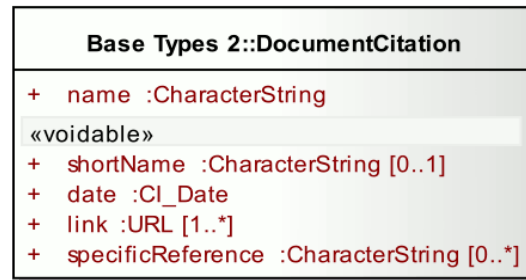 Base Types 2::DocumentCitation
+ name :CharacterString
«voidable»
+ shortName :CharacterString [0..1]
+ date :CI_Date
+ link :URL [1..*]
+ specificReference :CharacterString [0..*]